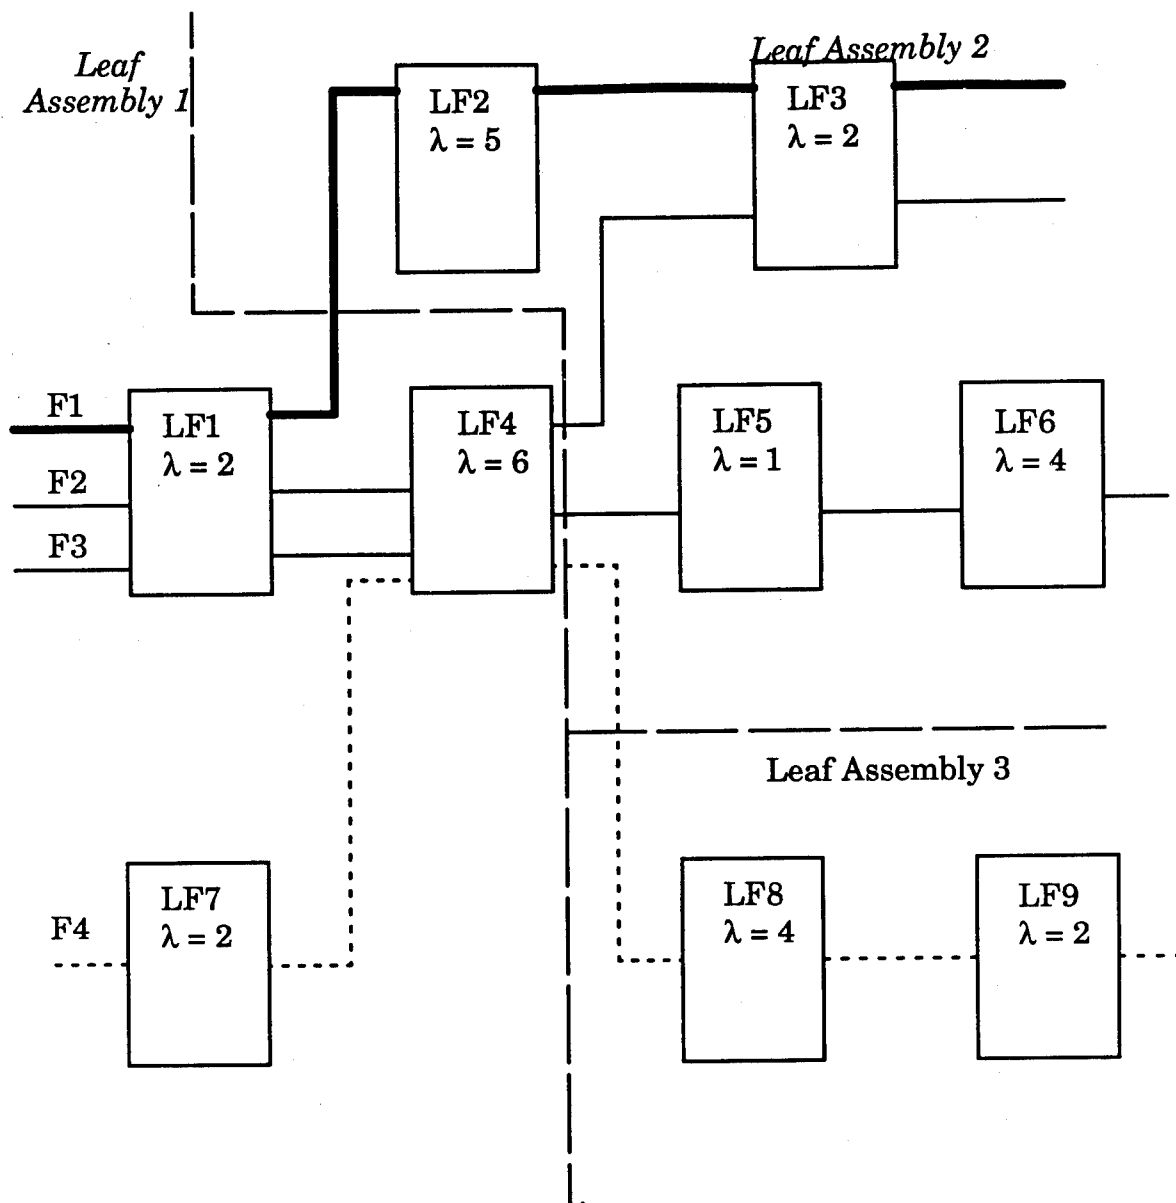 Leaf
Assembly 1
Leaf Assembly 2
LF2
λ = 5
LF3
λ = 2
F1
F2
F3
LF1
λ = 2
LF4
λ = 6
LF5
λ = 1
LF6
λ = 4
Leaf Assembly 3
F4
LF7
λ = 2
LF8
λ = 4
LF9
λ = 2